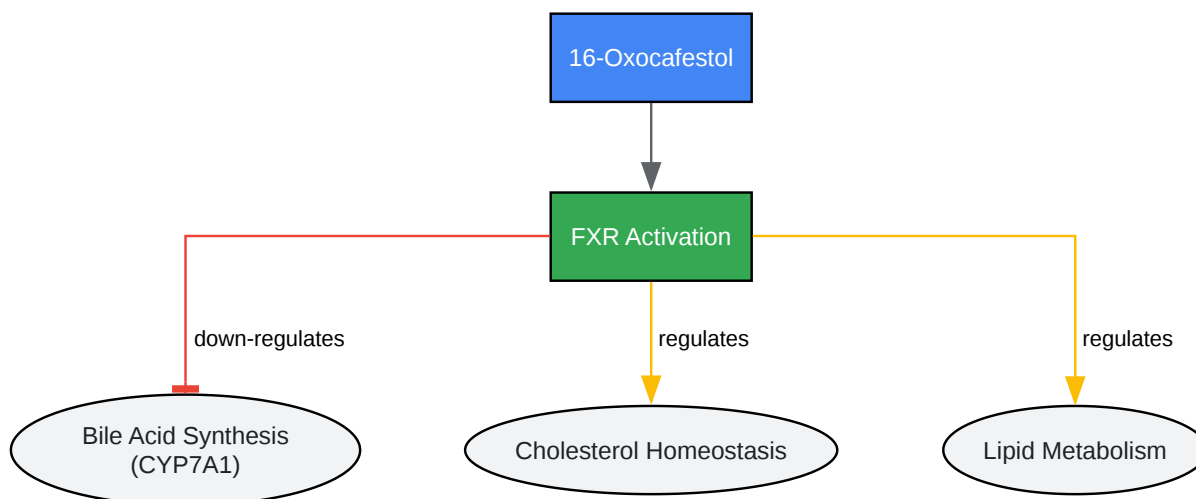 16-Oxocafestol
FXR Activation
down-regulates
regulates
regulates
Bile Acid Synthesis
(CYP7A1)
Cholesterol Homeostasis
Lipid Metabolism